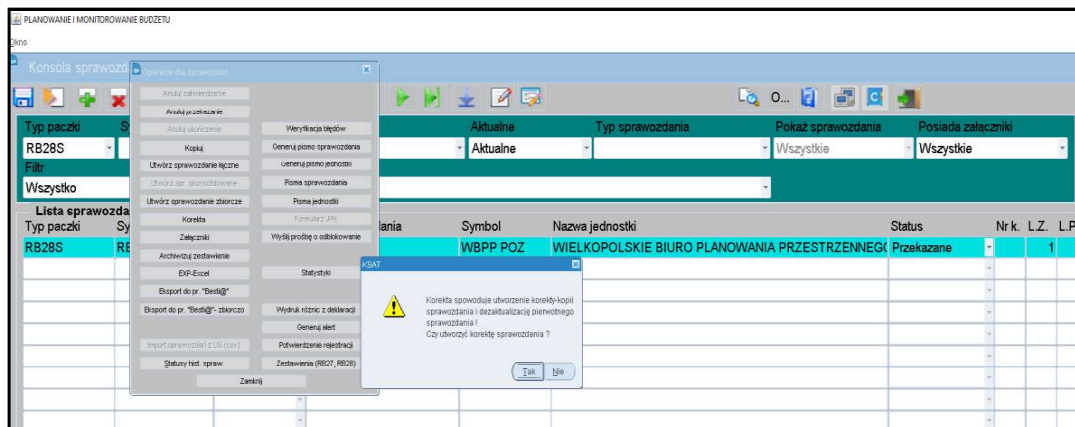 PLANOWANIE I MONITOROWANIE BUDŻETU
Okno
Konsola sprawozd
Operacje dla sprawozdań
Anuluj zatwierdzenie
Anuluj przekazanie
Anuluj ukończenie
Weryfikacja błędów
Kopiuj
Generuj pismo sprawozdania
Utwórz sprawozdanie łączne
Generuj pismo jednostki
Utwórz spr. skonsolidowane
Pisma sprawozdania
Utwórz sprawozdanie zbiorcze
Pisma jednostki
Korekta
Formularz JPK
Załączniki
Wyślij prośbę o odblokowanie
Archiwizuj zestawienie
EXP-Excel
Statystyki
Eksport do pr. "Besti@"
Eksport do pr. "Besti@"- zbiorczo
Wydruk różnic z deklaracji
Generuj alert
Import sprawozdań z US (csv)
Potwierdzenie rejestracji
Statusy hist. spraw.
Zestawienia (RB27, RB28)
Zamknij
O...
Typ paczki S Aktualne Typ sprawozdania Pokaż sprawozdania Posiada załączniki
RB28S Aktualne Wszystkie Wszystkie
Filtr
Wszystko
Lista sprawozda
Typ paczki Sy dania Symbol Nazwa jednostki Status Nr k. L.Z. L.P
RB28S RB WBPP POZ WIELKOPOLSKIE BIURO PLANOWANIA PRZESTRZENNEGO Przekazane 1
KSAT
Korekta spowoduje utworzenie korekty-kopii
sprawozdania i dezaktualizację pierwotnego
sprawozdania !
Czy utworzyć korektę sprawozdania ?
Tak Nie